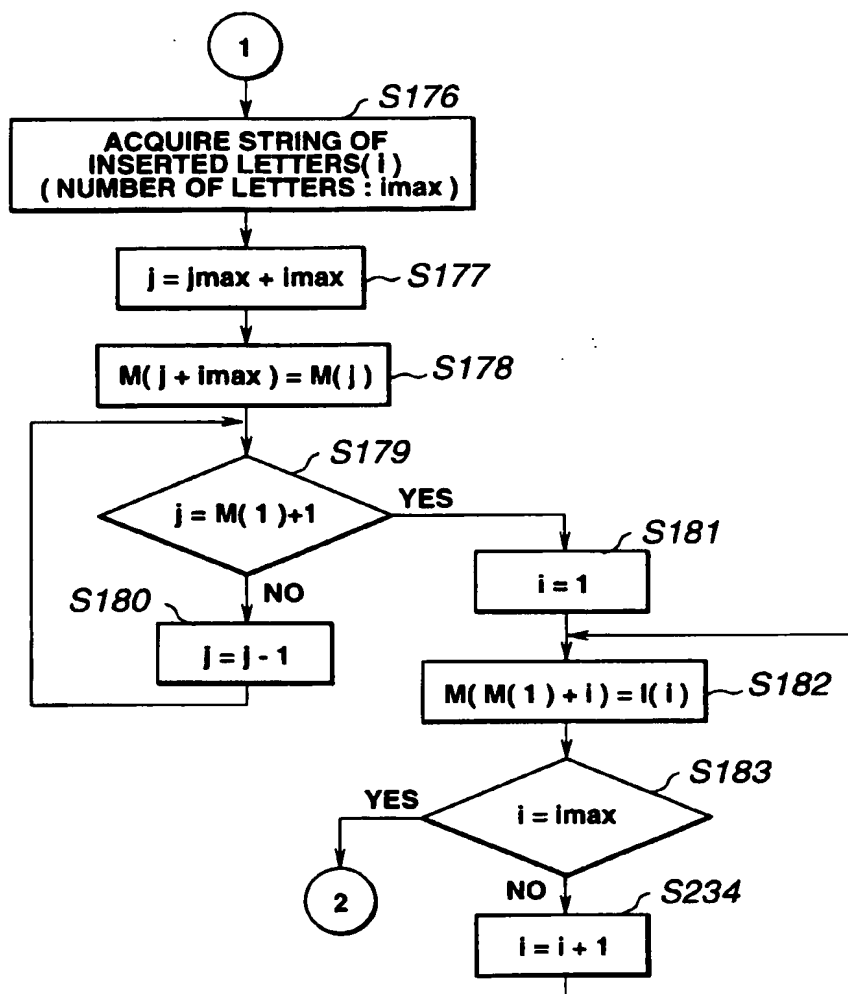 1
S176
ACQUIRE STRING OF
INSERTED LETTERS( i )
( NUMBER OF LETTERS : imax )
j = jmax + imax
S177
M( j + imax ) = M( j )
S178
S179
j = M( 1 )+1
YES
NO
S180
j = j - 1
S181
i = 1
M( M( 1 ) + i ) = I( i )
S182
S183
i = imax
YES
2
NO
S234
i = i + 1